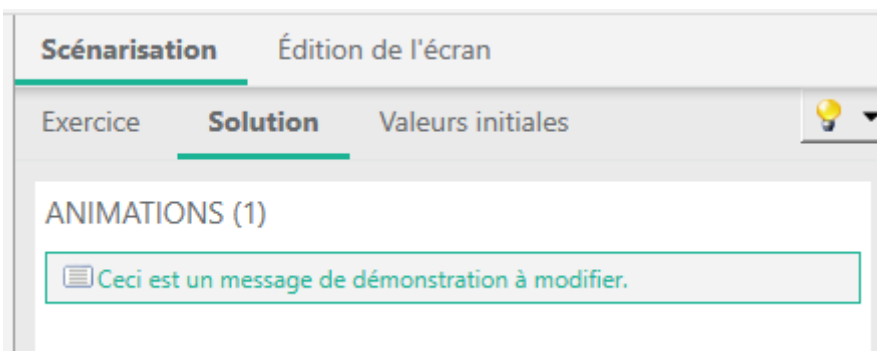 Scénarisation Édition de l'écran
Exercice Solution Valeurs initiales
ANIMATIONS (1)
Ceci est un message de démonstration à modifier.